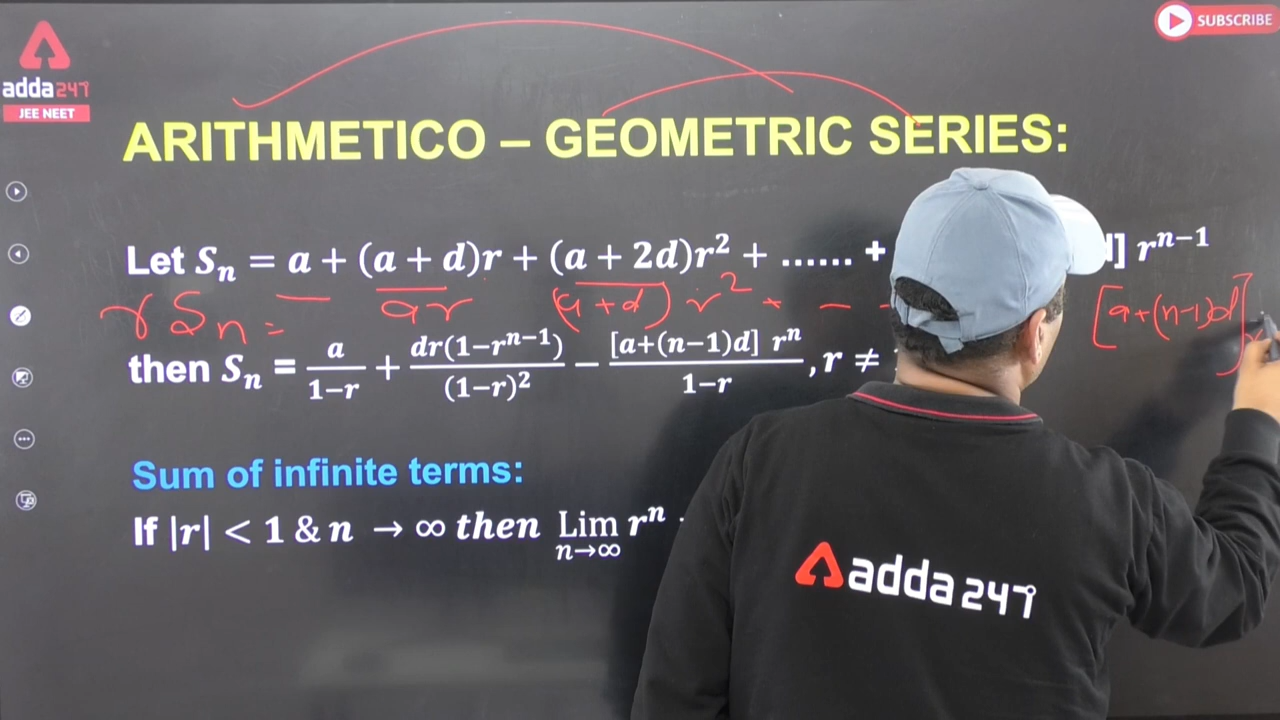 SUBSCRIBE
adda247
JEE NEET
ARITHMETICO – GEOMETRIC SERIES:
Let Sₙ = a + (a + d)r + (a + 2d)r² + ...... + d] rⁿ⁻¹
r Sₙ = ar (a+d) r² + – – [a+(n-1)d] r
then Sₙ = a/(1−r) + dr(1−rⁿ⁻¹)/(1−r)² − [a+(n−1)d] rⁿ/(1−r) , r ≠
Sum of infinite terms:
If |r| < 1 & n → ∞ then Lim n→∞ rⁿ
adda247